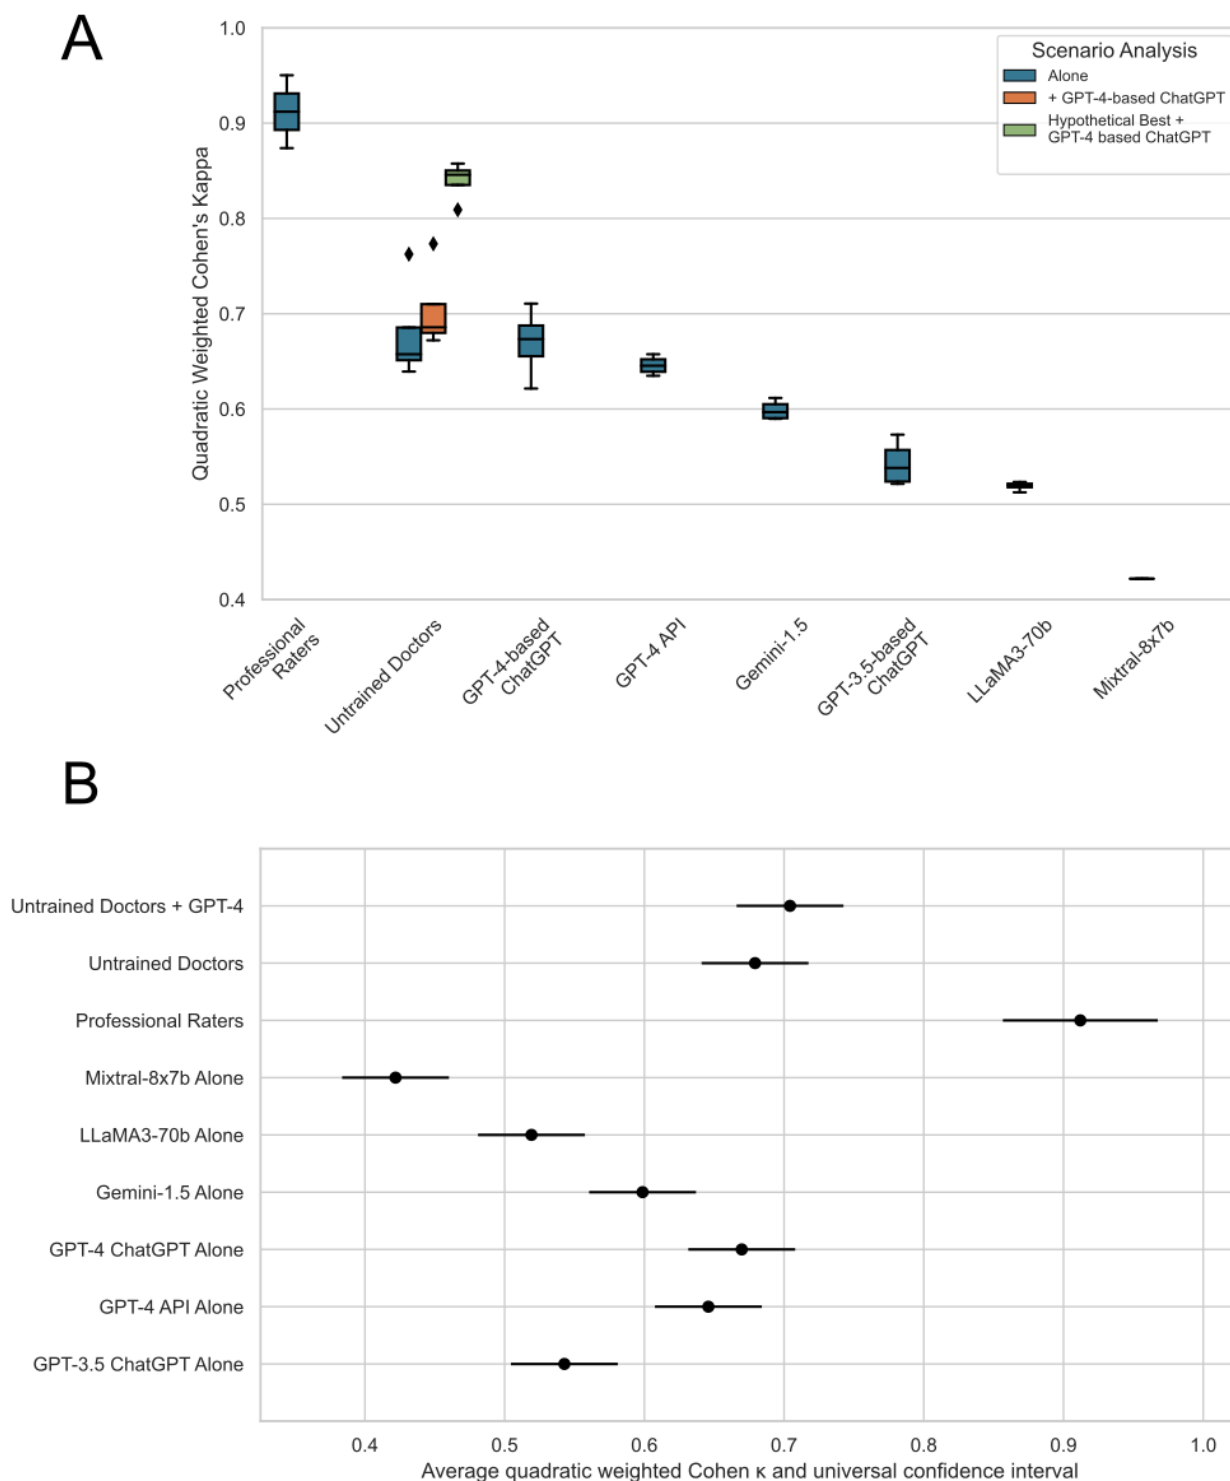 A
Quadratic Weighted Cohen's Kappa
1.0
0.9
0.8
0.7
0.6
0.5
0.4
Scenario Analysis
Alone
+ GPT-4-based ChatGPT
Hypothetical Best +
GPT-4 based ChatGPT
Professional
Raters
Untrained Doctors
GPT-4-based
ChatGPT
GPT-4 API
Gemini-1.5
GPT-3.5-based
ChatGPT
LLaMA3-70b
Mixtral-8x7b
B
Untrained Doctors + GPT-4
Untrained Doctors
Professional Raters
Mixtral-8x7b Alone
LLaMA3-70b Alone
Gemini-1.5 Alone
GPT-4 ChatGPT Alone
GPT-4 API Alone
GPT-3.5 ChatGPT Alone
0.4 0.5 0.6 0.7 0.8 0.9 1.0
Average quadratic weighted Cohen κ and universal confidence interval